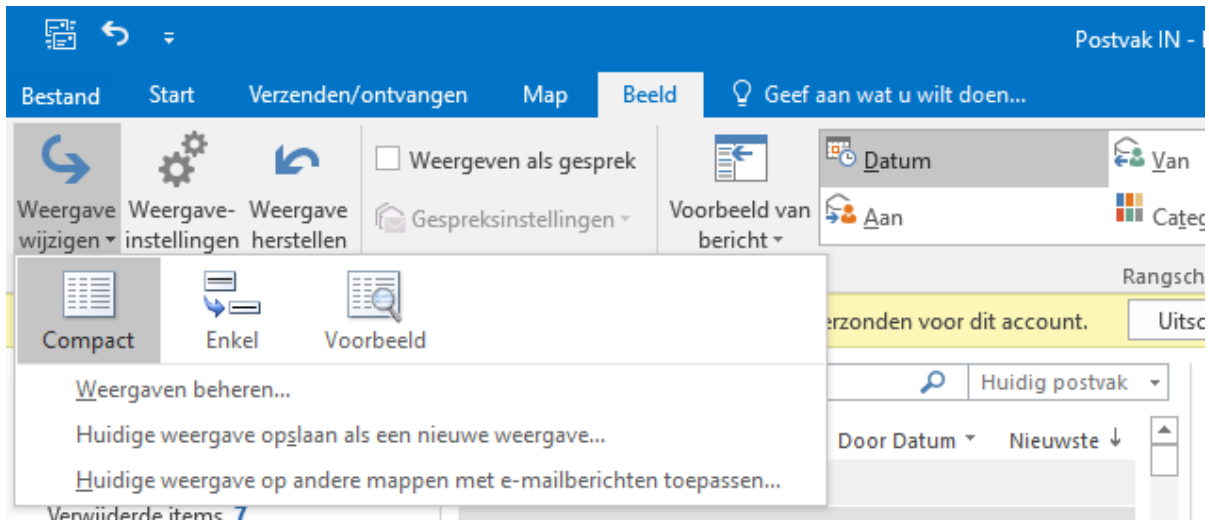 Postvak IN -
Bestand Start Verzenden/ontvangen Map Beeld Geef aan wat u wilt doen...
Weergave wijzigen
Weergave-instellingen
Weergave herstellen
Weergeven als gesprek
Gespreksinstellingen
Voorbeeld van bericht
Datum
Van
Aan
Categ
Rangsch
Compact Enkel Voorbeeld
erzonden voor dit account. Uitsc
Weergaven beheren...
Huidig postvak
Huidige weergave opslaan als een nieuwe weergave...
Door Datum Nieuwste
Huidige weergave op andere mappen met e-mailberichten toepassen...
Verwijderde items 7